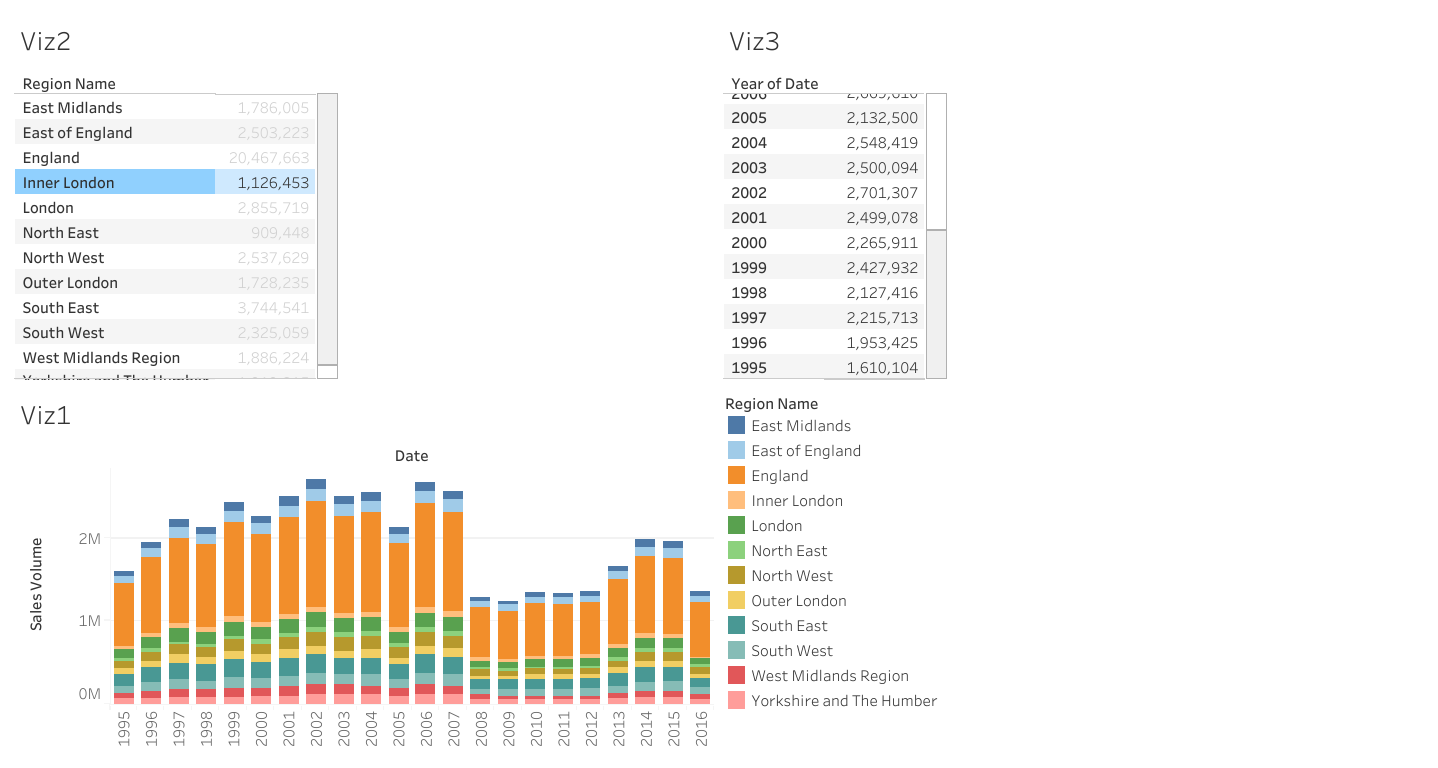 Viz2
Region Name
East Midlands 1,786,005
East of England 2,503,223
England 20,467,663
Inner London 1,126,453
London 2,855,719
North East 909,448
North West 2,537,629
Outer London 1,728,235
South East 3,744,541
South West 2,325,059
West Midlands Region 1,886,224
Yorkshire and The Humber
Viz3
Year of Date
2006
2005 2,132,500
2004 2,548,419
2003 2,500,094
2002 2,701,307
2001 2,499,078
2000 2,265,911
1999 2,427,932
1998 2,127,416
1997 2,215,713
1996 1,953,425
1995 1,610,104
Viz1
Date
Sales Volume
2M
1M
0M
1995 1996 1997 1998 1999 2000 2001 2002 2003 2004 2005 2006 2007 2008 2009 2010 2011 2012 2013 2014 2015 2016
Region Name
East Midlands
East of England
England
Inner London
London
North East
North West
Outer London
South East
South West
West Midlands Region
Yorkshire and The Humber